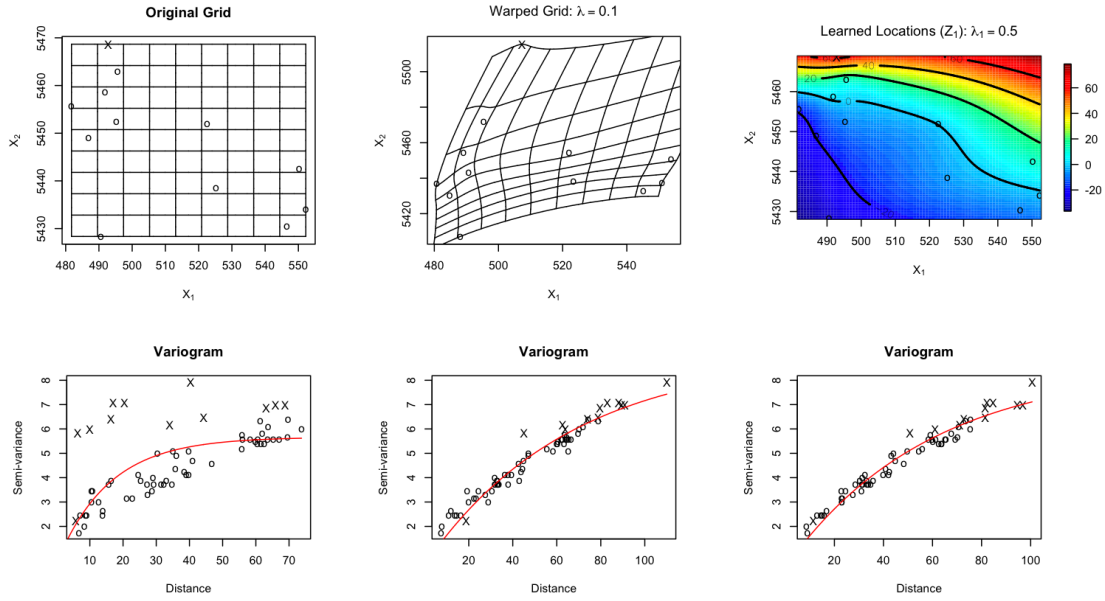 Original Grid
5470
5460
5450
5440
5430
X₂
480 490 500 510 520 530 540 550
X₁
Warped Grid: λ = 0.1
5500
5460
5420
X₂
480 500 520 540
X₁
Learned Locations (Z₁): λ₁ = 0.5
5460
5450
5440
5430
X₂
490 500 510 520 530 540 550
X₁
40
20
0
60
40
20
0
-20
Variogram
8
7
6
5
4
3
2
Semi-variance
10 20 30 40 50 60 70
Distance
Variogram
8
7
6
5
4
3
2
Semi-variance
20 40 60 80 100
Distance
Variogram
8
7
6
5
4
3
2
Semi-variance
20 40 60 80 100
Distance